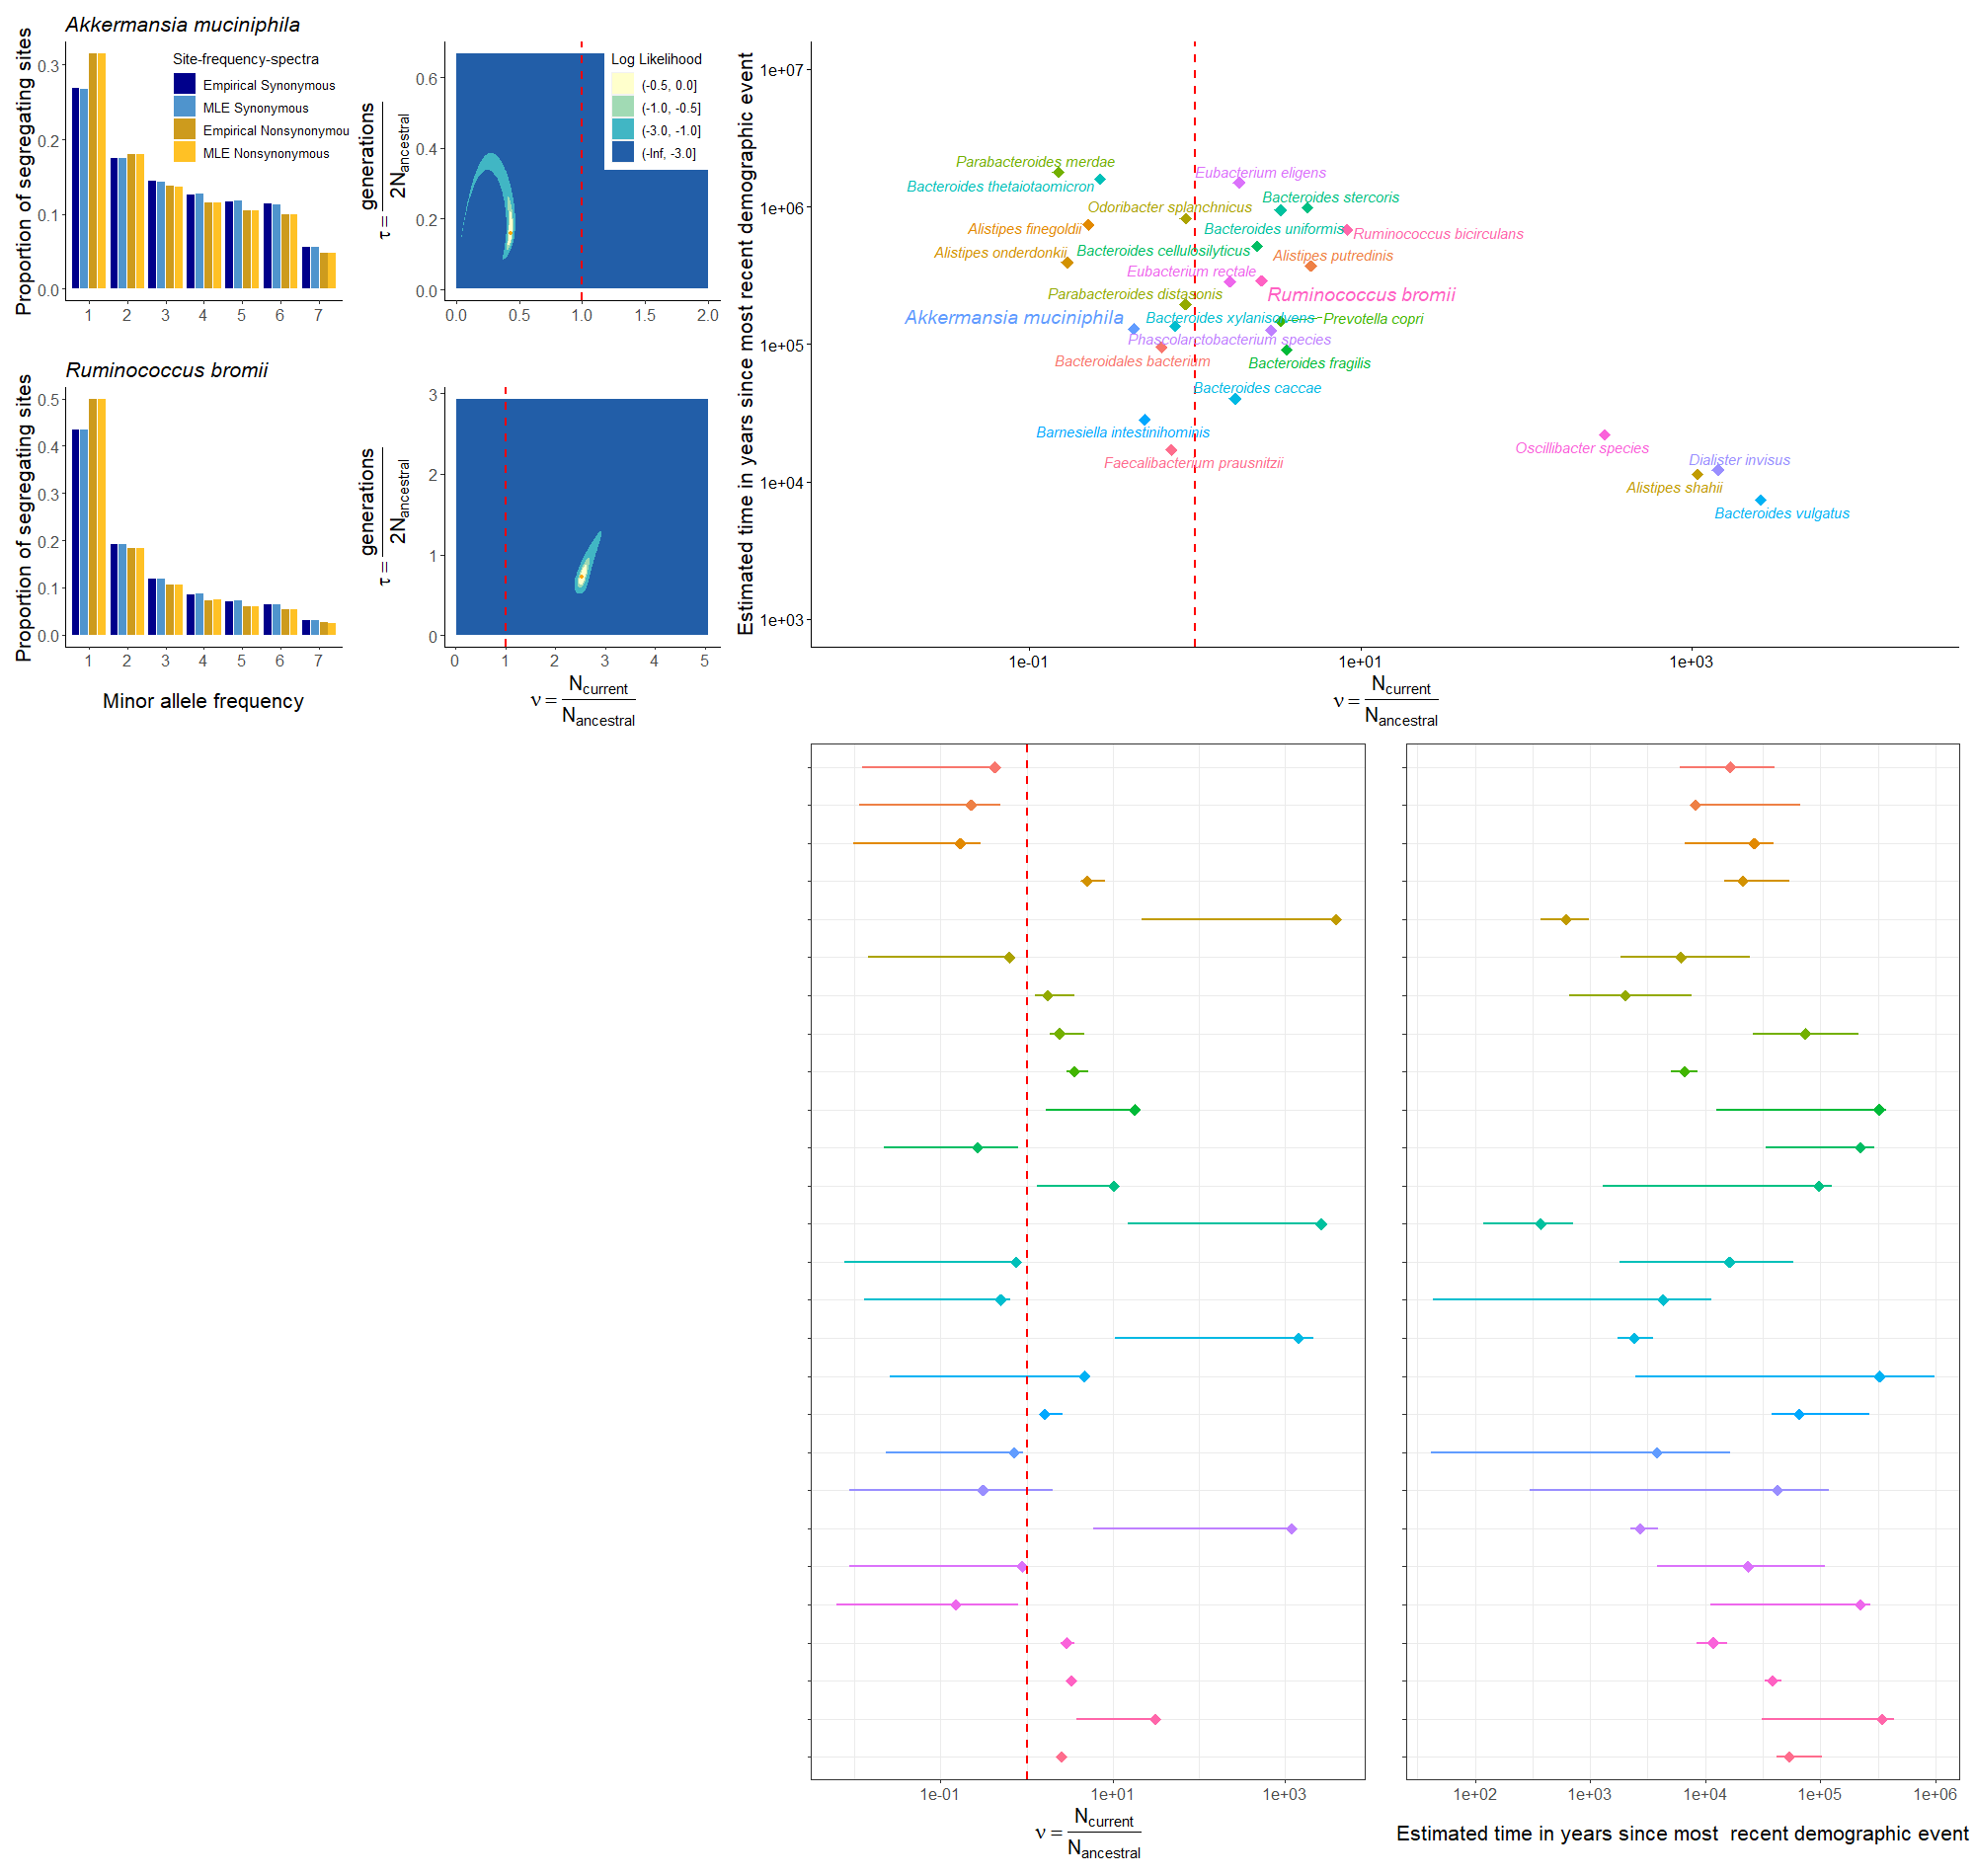 Akkermansia muciniphila
Proportion of segregating sites
0.3
0.2
0.1
0.0
Site-frequency-spectra
Empirical Synonymous
MLE Synonymous
Empirical Nonsynonymou
MLE Nonsynonymous
1 2 3 4 5 6 7
τ = generations
2Nancestral
0.6
0.4
0.2
0.0
Log Likelihood
(-0.5, 0.0]
(-1.0, -0.5]
(-3.0, -1.0]
(-Inf, -3.0]
0.0 0.5 1.0 1.5 2.0
Ruminococcus bromii
Proportion of segregating sites
0.5
0.4
0.3
0.2
0.1
0.0
1 2 3 4 5 6 7
Minor allele frequency
τ = generations
2Nancestral
3
2
1
0
0 1 2 3 4 5
ν = Ncurrent
Nancestral
Estimated time in years since most recent demographic event
1e+07
1e+06
1e+05
1e+04
1e+03
Parabacteroides merdae
Eubacterium eligens
Bacteroides thetaiotaomicron
Bacteroides stercoris
Odoribacter splanchnicus
Alistipes finegoldii
Bacteroides uniformis
Ruminococcus bicirculans
Alistipes onderdonkii
Bacteroides cellulosilyticus
Alistipes putredinis
Eubacterium rectale
Parabacteroides distasonis
Ruminococcus bromii
Akkermansia muciniphila
Bacteroides xylanisolvens
Prevotella copri
Phascolarctobacterium species
Bacteroidales bacterium
Bacteroides fragilis
Bacteroides caccae
Barnesiella intestinihominis
Oscillibacter species
Faecalibacterium prausnitzii
Dialister invisus
Alistipes shahii
Bacteroides vulgatus
1e-01 1e+01 1e+03
ν = Ncurrent
Nancestral
1e-01 1e+01 1e+03
ν = Ncurrent
Nancestral
1e+02 1e+03 1e+04 1e+05 1e+06
Estimated time in years since most  recent demographic event